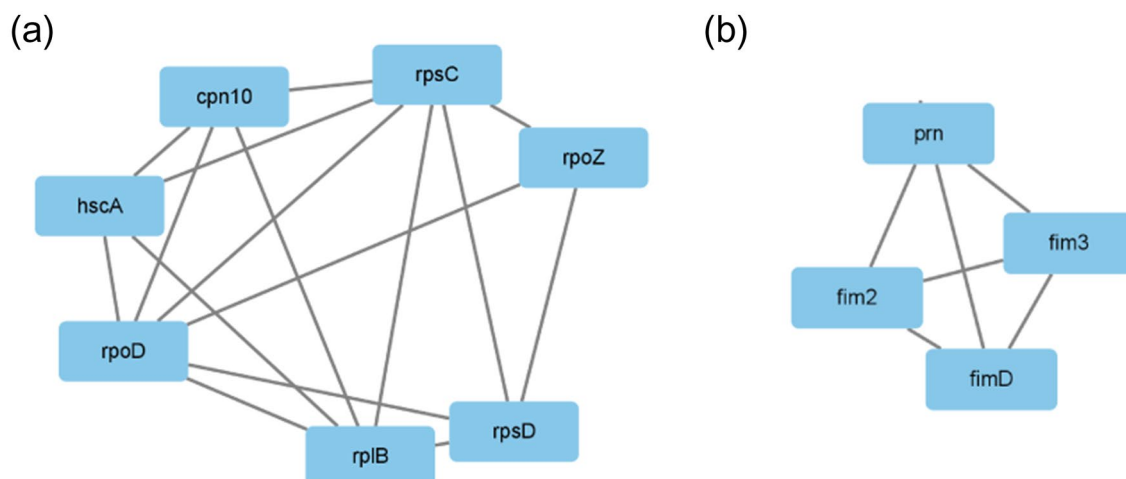 (a)
(b)
rpsC
cpn10
prn
rpoZ
hscA
fim3
fim2
rpoD
fimD
rpsD
rplB